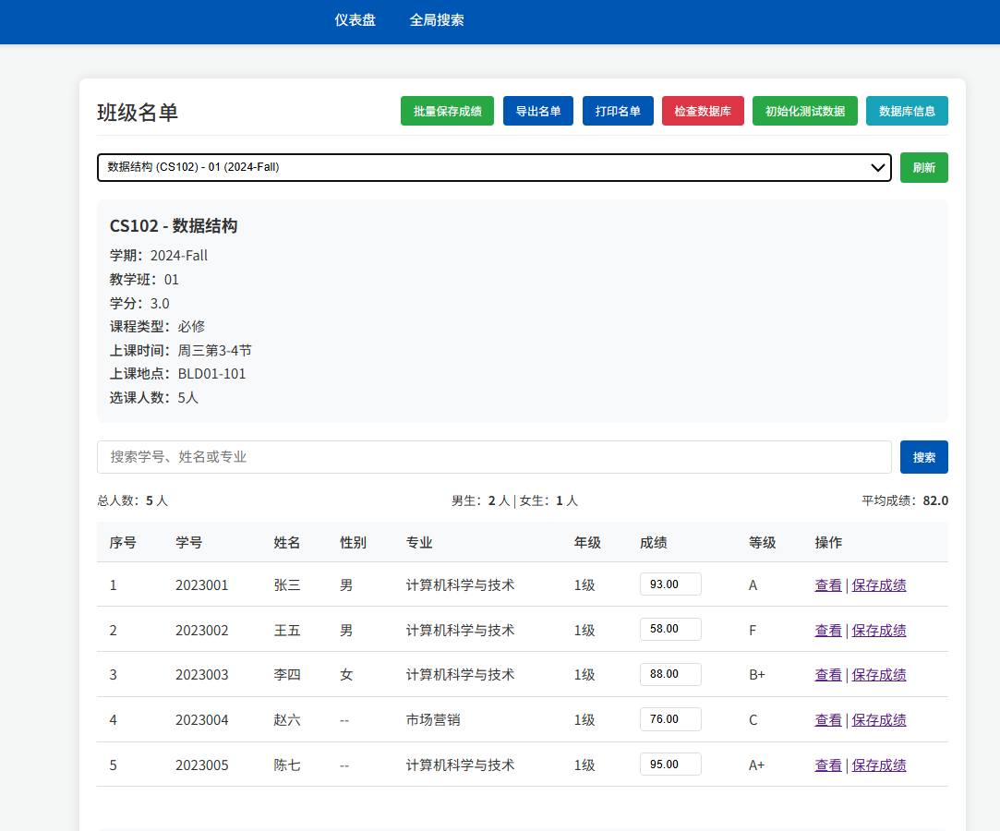 仪表盘 全局搜索
班级名单 批量保存成绩 导出名单 打印名单 检查数据库 初始化测试数据 数据库信息
数据结构 (CS102) - 01 (2024-Fall) 刷新
CS102 - 数据结构
学期：2024-Fall
教学班：01
学分：3.0
课程类型：必修
上课时间：周三第3-4节
上课地点：BLD01-101
选课人数：5人
搜索学号、姓名或专业 搜索
总人数：5 人 男生：2 人 | 女生：1 人 平均成绩：82.0
序号 学号 姓名 性别 专业 年级 成绩 等级 操作
1 2023001 张三 男 计算机科学与技术 1级 93.00 A 查看 | 保存成绩
2 2023002 王五 男 计算机科学与技术 1级 58.00 F 查看 | 保存成绩
3 2023003 李四 女 计算机科学与技术 1级 88.00 B+ 查看 | 保存成绩
4 2023004 赵六 -- 市场营销 1级 76.00 C 查看 | 保存成绩
5 2023005 陈七 -- 计算机科学与技术 1级 95.00 A+ 查看 | 保存成绩